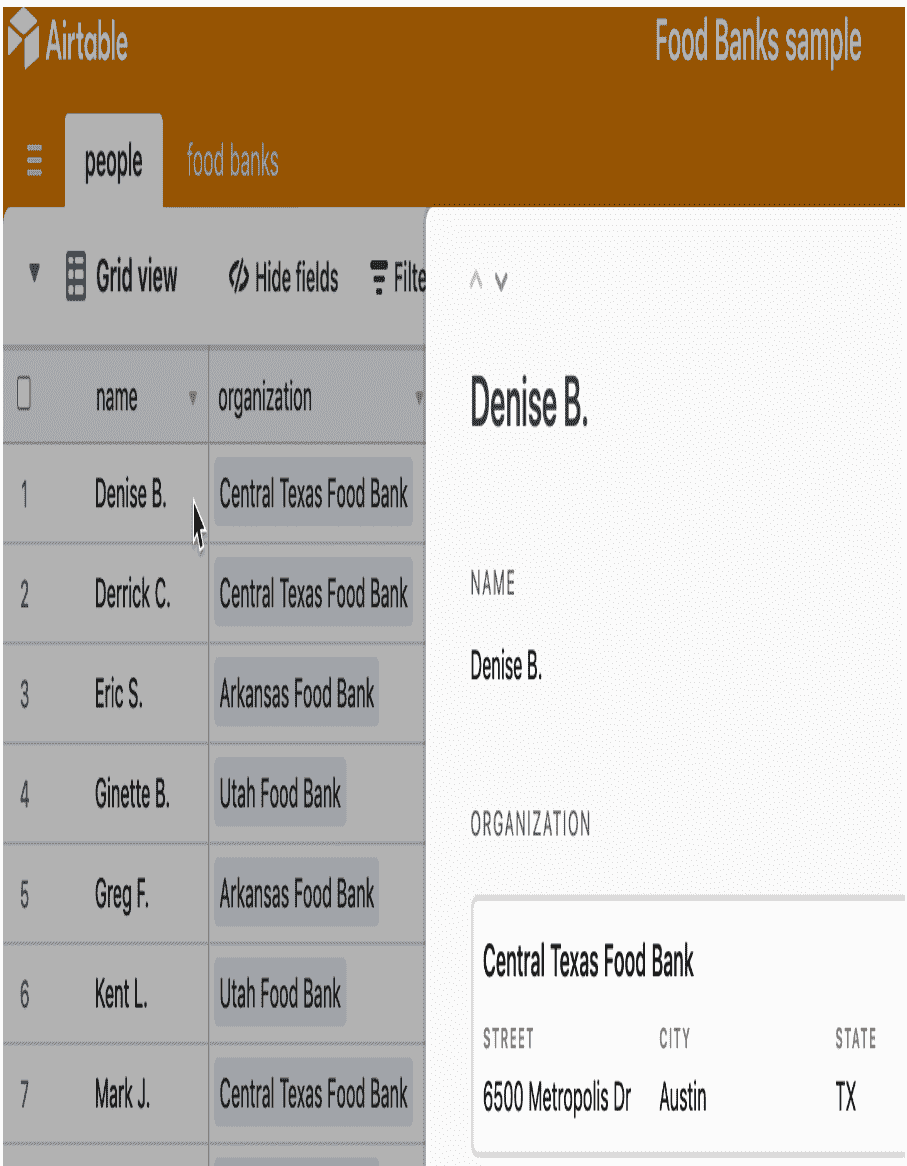 Airtable
Food Banks sample
people
food banks
Grid view
Hide fields
Filte
name
organization
1
Denise B.
Central Texas Food Bank
2
Derrick C.
Central Texas Food Bank
3
Eric S.
Arkansas Food Bank
4
Ginette B.
Utah Food Bank
5
Greg F.
Arkansas Food Bank
6
Kent L.
Utah Food Bank
7
Mark J.
Central Texas Food Bank
Denise B.
NAME
Denise B.
ORGANIZATION
Central Texas Food Bank
STREET CITY STATE
6500 Metropolis Dr Austin TX